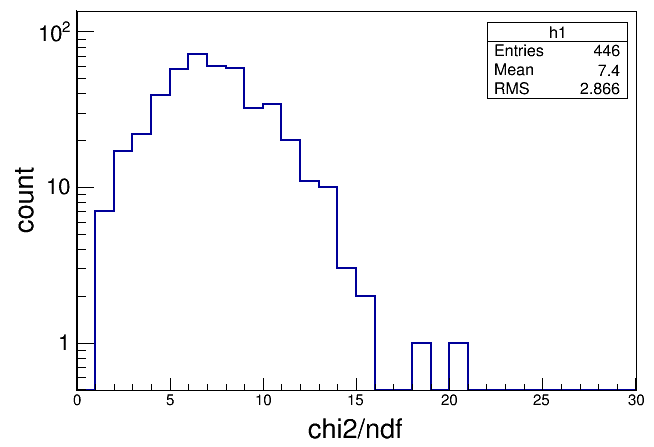 h1
Entries 446
Mean 7.4
RMS 2.866
10²
10
1
count
0 5 10 15 20 25 30
chi2/ndf